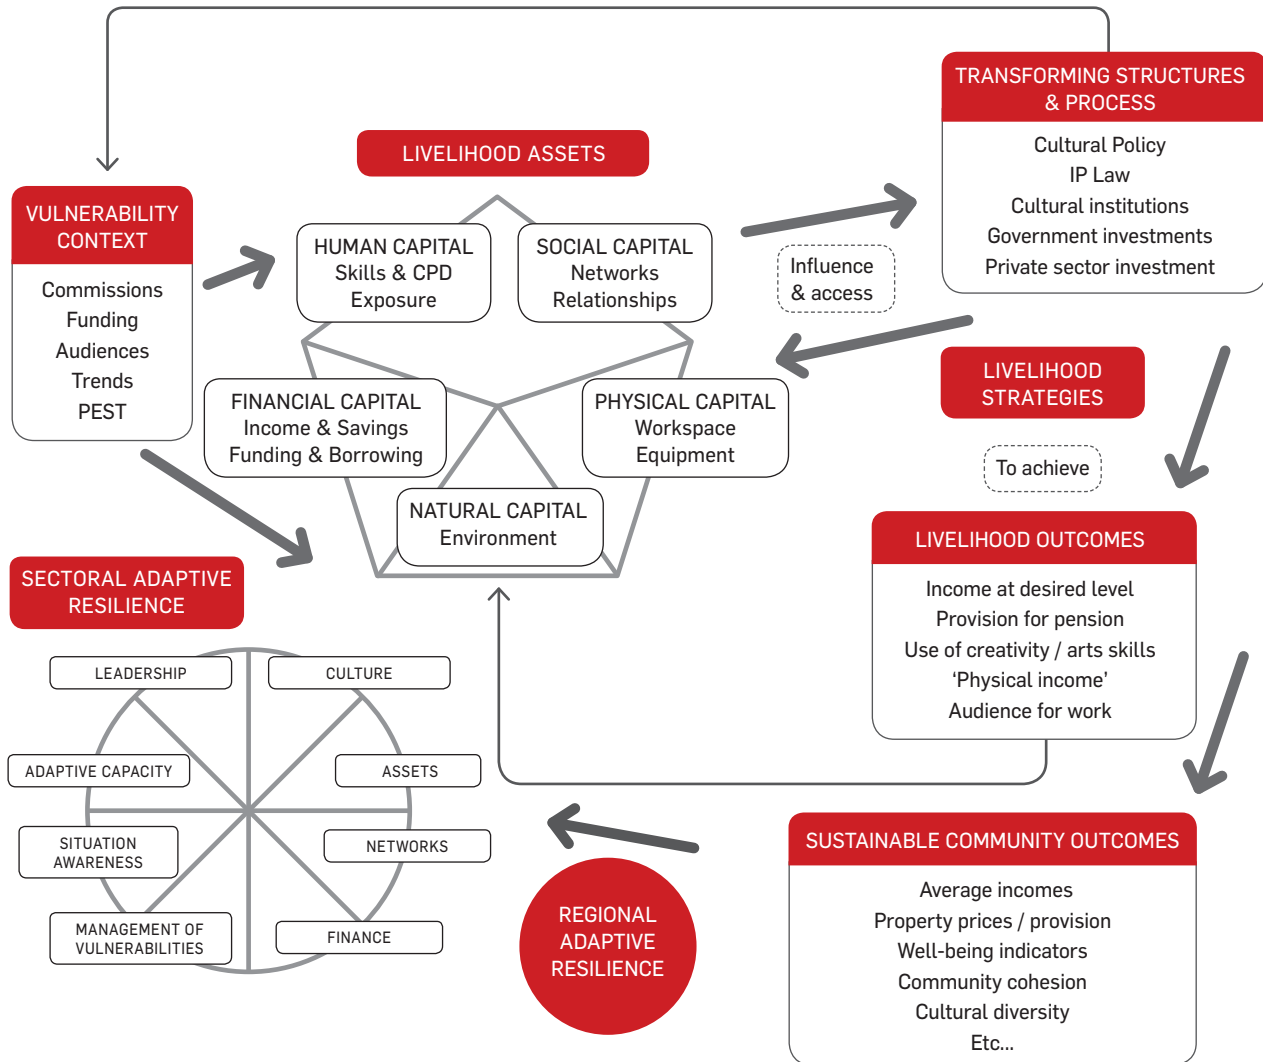 TRANSFORMING STRUCTURES
& PROCESS
Cultural Policy
IP Law
Cultural institutions
Government investments
Private sector investment
LIVELIHOOD ASSETS
VULNERABILITY
CONTEXT
Commissions
Funding
Audiences
Trends
PEST
HUMAN CAPITAL
Skills & CPD
Exposure
SOCIAL CAPITAL
Networks
Relationships
Influence
& access
FINANCIAL CAPITAL
Income & Savings
Funding & Borrowing
PHYSICAL CAPITAL
Workspace
Equipment
NATURAL CAPITAL
Environment
LIVELIHOOD
STRATEGIES
To achieve
LIVELIHOOD OUTCOMES
Income at desired level
Provision for pension
Use of creativity / arts skills
‘Physical income’
Audience for work
SECTORAL ADAPTIVE
RESILIENCE
LEADERSHIP
CULTURE
ADAPTIVE CAPACITY
ASSETS
SITUATION
AWARENESS
NETWORKS
MANAGEMENT OF
VULNERABILITIES
FINANCE
REGIONAL
ADAPTIVE
RESILIENCE
SUSTAINABLE COMMUNITY OUTCOMES
Average incomes
Property prices / provision
Well-being indicators
Community cohesion
Cultural diversity
Etc...